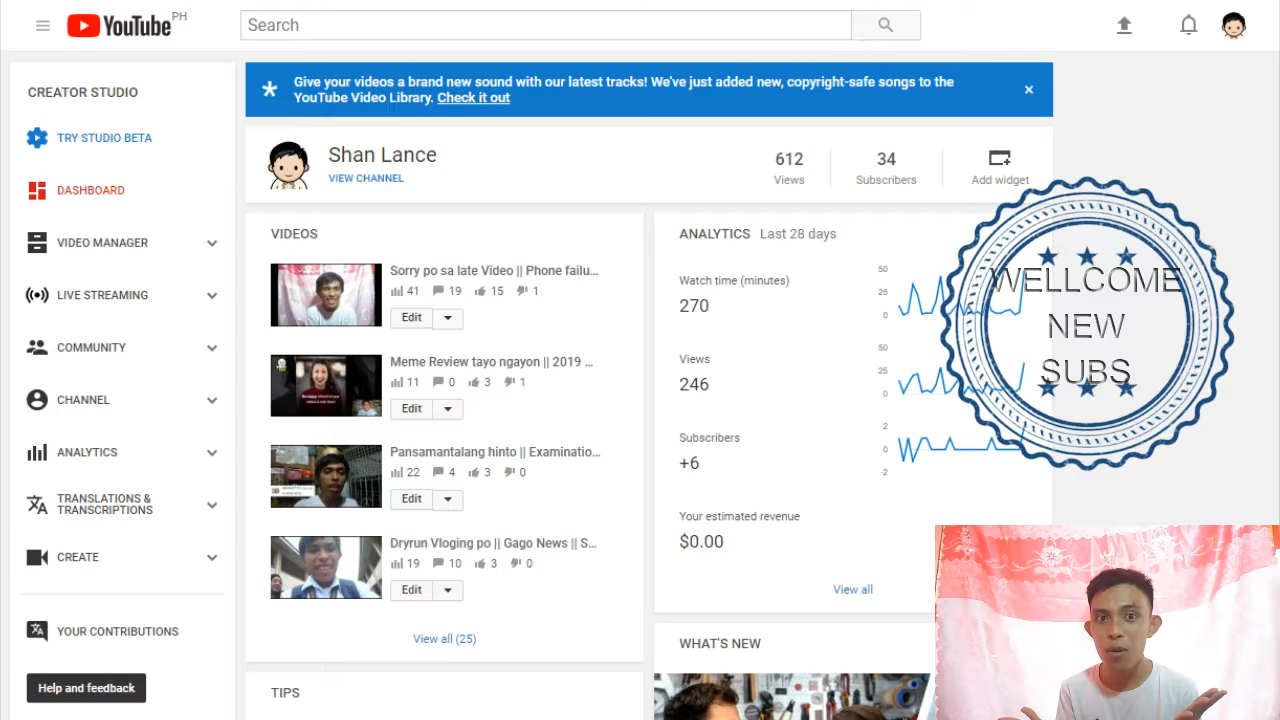 YouTube PH
Search
CREATOR STUDIO
TRY STUDIO BETA
DASHBOARD
VIDEO MANAGER
LIVE STREAMING
COMMUNITY
CHANNEL
ANALYTICS
TRANSLATIONS &
TRANSCRIPTIONS
CREATE
YOUR CONTRIBUTIONS
Help and feedback
Give your videos a brand new sound with our latest tracks! We've just added new, copyright-safe songs to the
YouTube Video Library. Check it out
Shan Lance
VIEW CHANNEL
612
Views
34
Subscribers
Add widget
VIDEOS
Sorry po sa late Video || Phone failu...
41 19 15 1
Edit
Meme Review tayo ngayon || 2019 ...
11 0 3 1
Edit
Pansamantalang hinto || Examinatio...
22 4 3 0
Edit
Dryrun Vloging po || Gago News || S...
19 10 3 0
Edit
View all (25)
TIPS
ANALYTICS Last 28 days
Watch time (minutes)
270
50
25
0
Views
246
50
25
0
Subscribers
+6
2
0
-2
Your estimated revenue
$0.00
View all
WHAT'S NEW
WELLCOME
NEW
SUBS